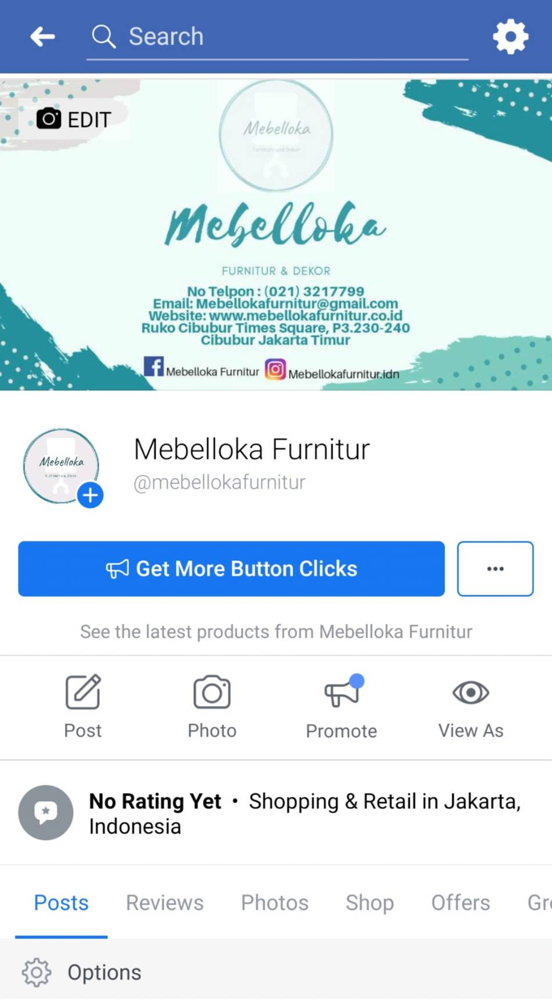 Search
EDIT
Mebelloka
Furniture and Dekor
Mebelloka
FURNITUR & DEKOR
No Telpon : (021) 3217799
Email: Mebellokafurnitur@gmail.com
Website: www.mebellokafurnitur.co.id
Ruko Cibubur Times Square, P3.230-240
Cibubur Jakarta Timur
Mebelloka Furnitur Mebellokafurnitur.idn
Mebelloka
Mebelloka Furnitur
@mebellokafurnitur
Get More Button Clicks
See the latest products from Mebelloka Furnitur
Post Photo Promote View As
No Rating Yet • Shopping & Retail in Jakarta,
Indonesia
Posts Reviews Photos Shop Offers Gr
Options